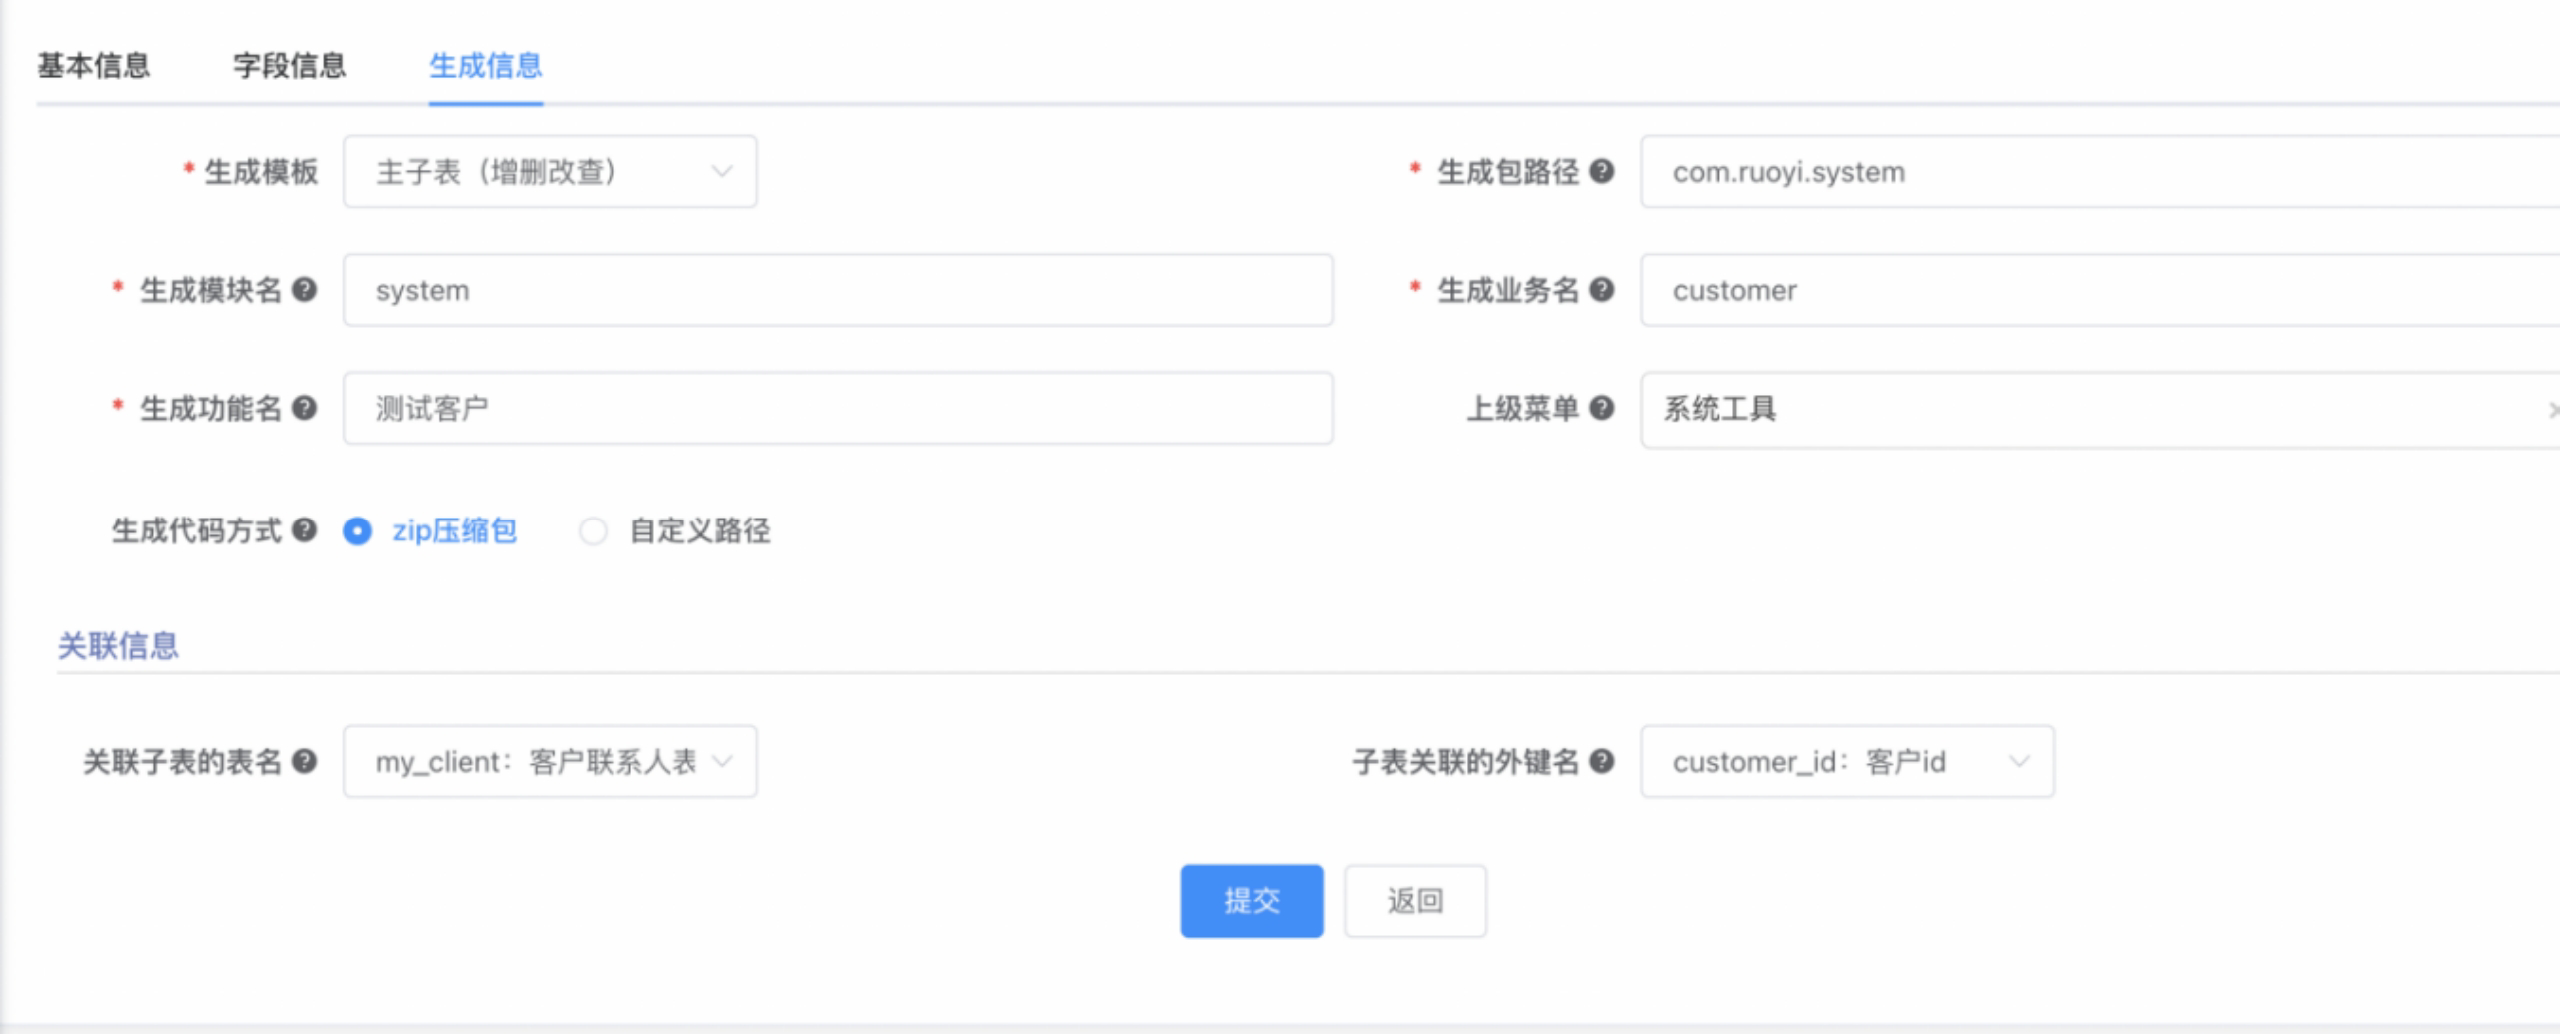 基本信息 字段信息 生成信息
* 生成模板 主子表（增删改查） * 生成包路径 com.ruoyi.system
* 生成模块名 system * 生成业务名 customer
* 生成功能名 测试客户 上级菜单 系统工具
生成代码方式 zip压缩包 自定义路径
关联信息
关联子表的表名 my_client：客户联系人表 子表关联的外键名 customer_id：客户id
提交 返回